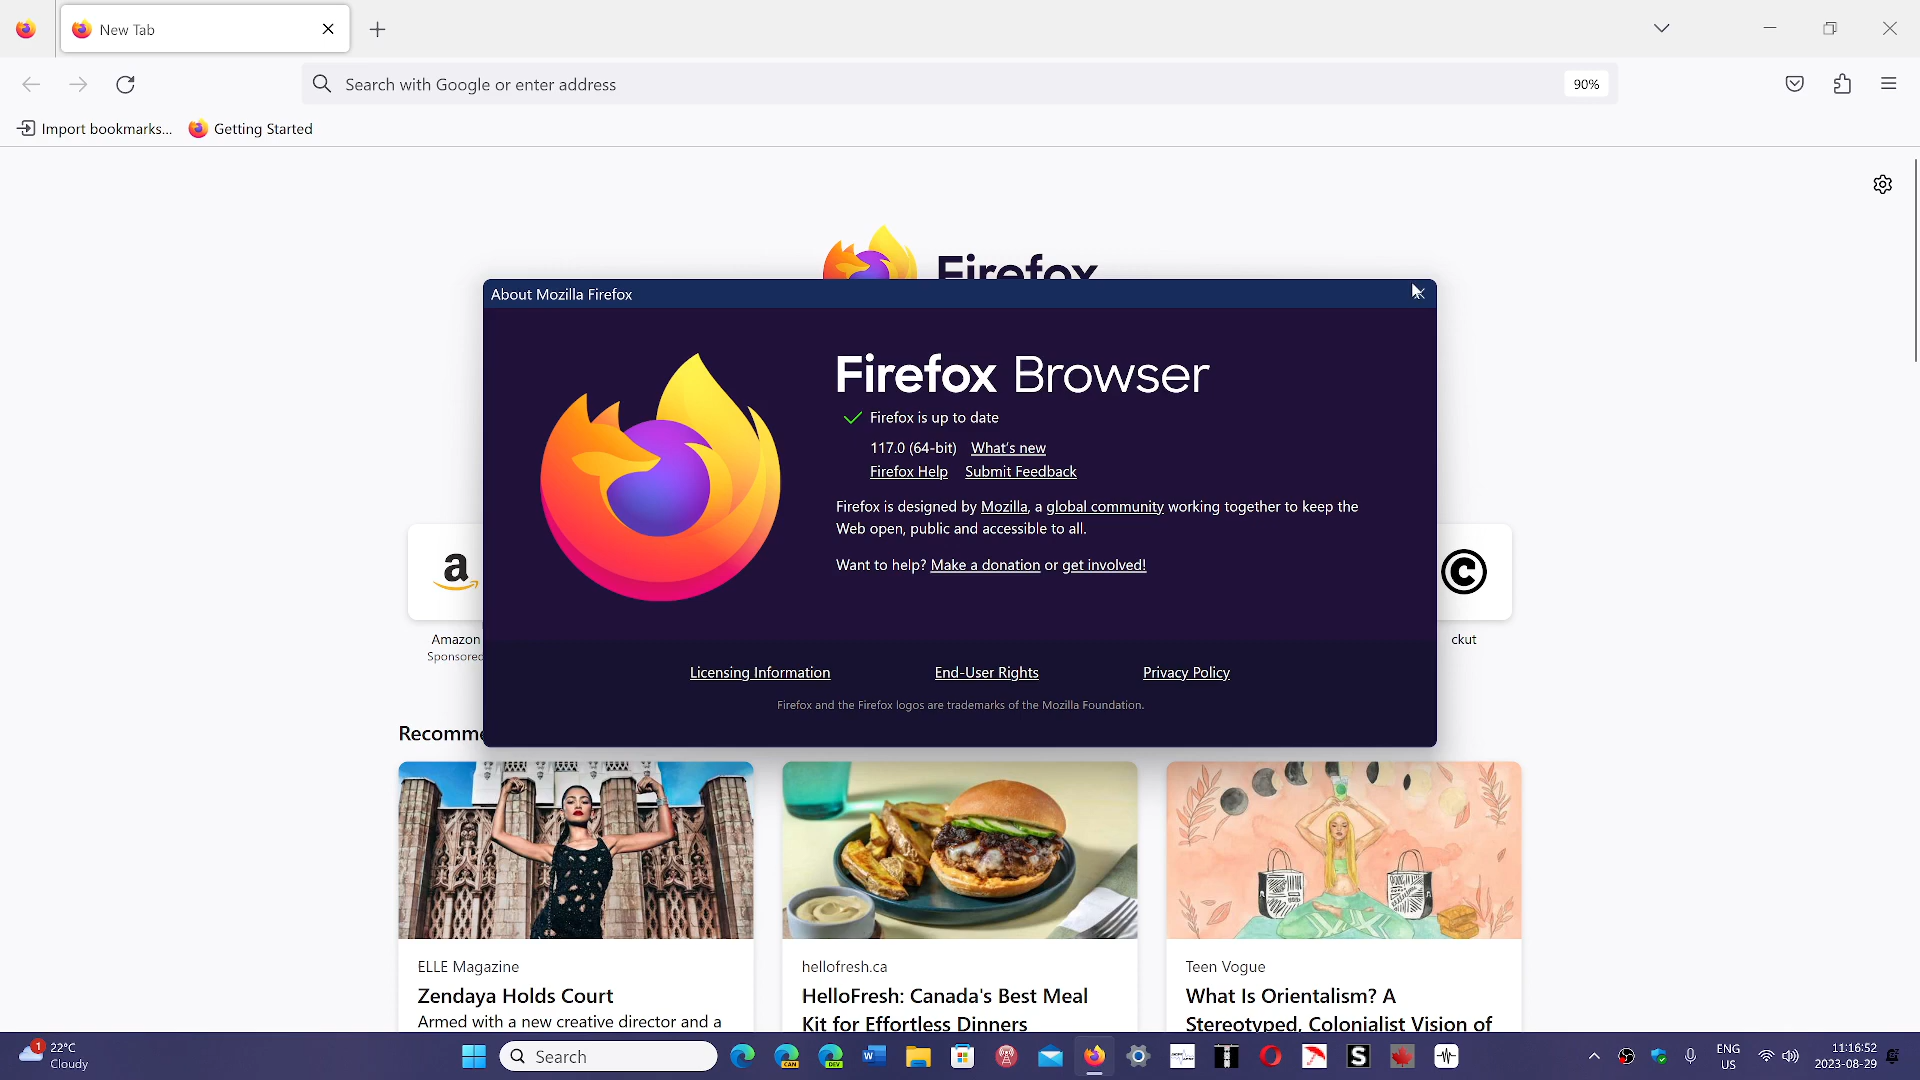 New Tab
Search with Google or enter address
90%
Import bookmarks...
Getting Started
Firefox
About Mozilla Firefox
Firefox Browser
Firefox is up to date
117.0 (64-bit) What's new
Firefox Help Submit Feedback
Firefox is designed by Mozilla, a global community working together to keep the
Web open, public and accessible to all.
Want to help? Make a donation or get involved!
Licensing Information End-User Rights Privacy Policy
Firefox and the Firefox logos are trademarks of the Mozilla Foundation.
a
Amazon
Sponsored
ckut
Recomme
ELLE Magazine
Zendaya Holds Court
Armed with a new creative director and a
hellofresh.ca
HelloFresh: Canada's Best Meal
Kit for Effortless Dinners
Teen Vogue
What Is Orientalism? A
Stereotyped, Colonialist Vision of
1
22°C
Cloudy
Search
CAN
DEV
W
S
ENG
US
11:16:52
2023-08-29